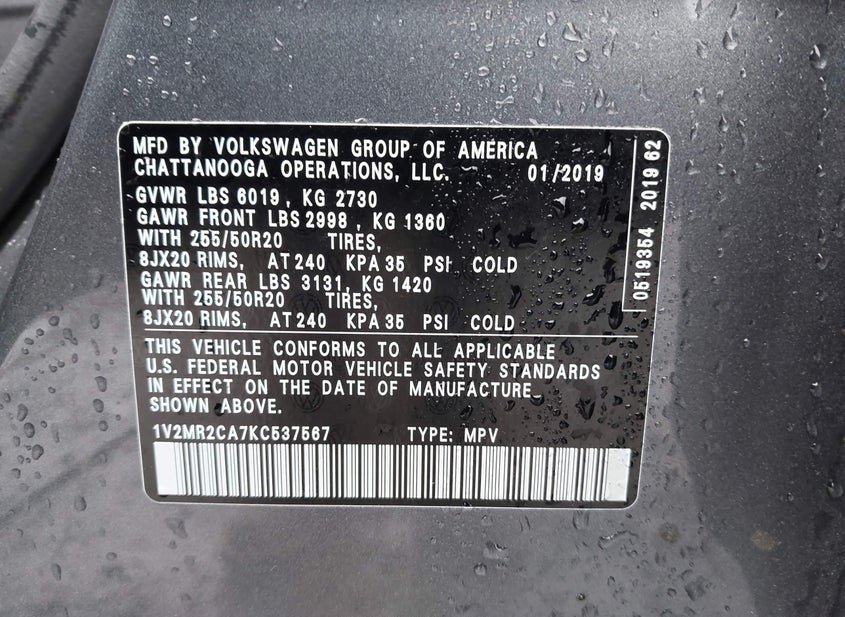 MFD BY VOLKSWAGEN GROUP OF AMERICA
CHATTANOOGA OPERATIONS, LLC. 01/2019
GVWR LBS 6019, KG 2730
GAWR FRONT LBS 2998, KG 1360
WITH 255/50R20 TIRES,
8JX20 RIMS, AT 240 KPA 35 PSI COLD
GAWR REAR LBS 3131, KG 1420
WITH 255/50R20 TIRES,
8JX20 RIMS, AT 240 KPA 35 PSI COLD
THIS VEHICLE CONFORMS TO ALL APPLICABLE
U.S. FEDERAL MOTOR VEHICLE SAFETY STANDARDS
IN EFFECT ON THE DATE OF MANUFACTURE
SHOWN ABOVE.
1V2MR2CA7KC537567 TYPE: MPV
0519354 2019 62